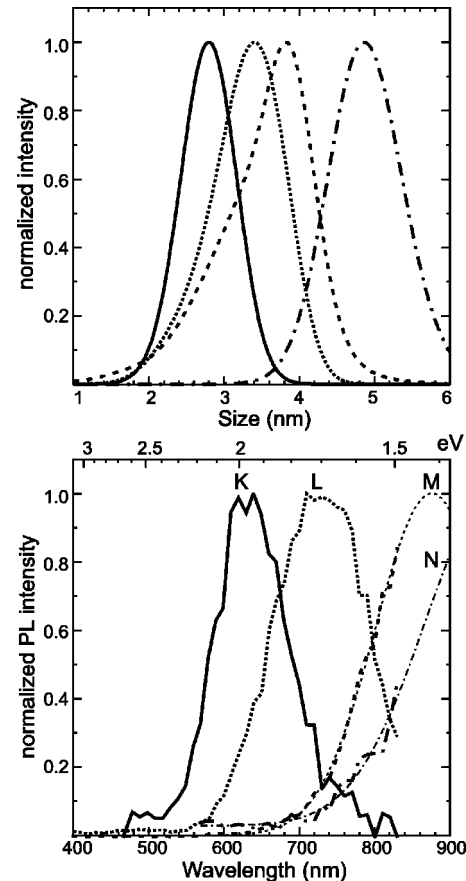 normalized intensity
1.0
0.8
0.6
0.4
0.2
1 2 3 4 5 6
Size (nm)
3 2.5 2 1.5 eV
K L M
N
normalized PL intensity
1.0
0.8
0.6
0.4
0.2
400 500 600 700 800 900
Wavelength (nm)